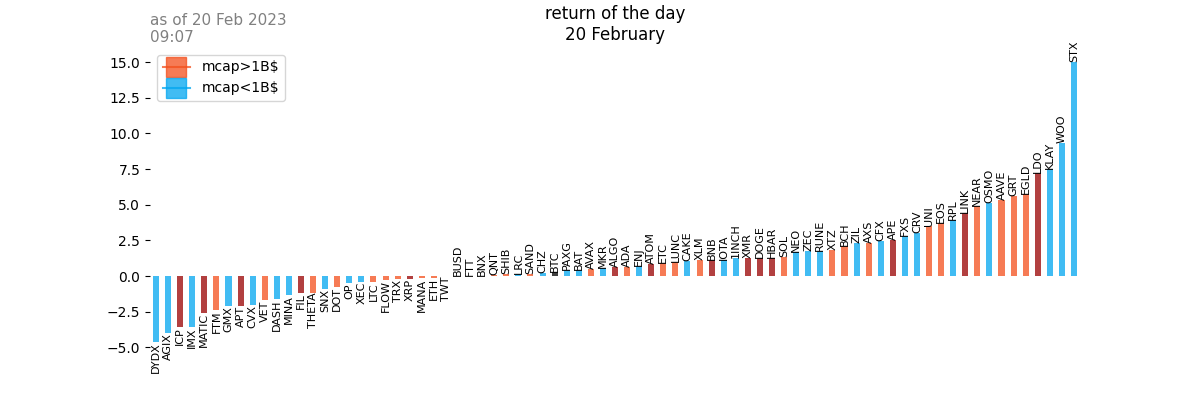 as of 20 Feb 2023
09:07
return of the day
20 February
mcap>1B$
mcap<1B$
15.0
12.5
10.0
7.5
5.0
2.5
0.0
−2.5
−5.0
DYDX
AGIX
ICP
IMX
MATIC
FTM
GMX
APT
CVX
VET
DASH
MINA
FIL
THETA
SNX
DOT
OP
XEC
LTC
FLOW
TRX
XRP
MANA
ETH
TWT
BUSD
FTT
BNX
QNT
SHIB
LRC
SAND
CHZ
BTC
PAXG
BAT
AVAX
MKR
ALGO
ADA
ENJ
ATOM
ETC
LUNC
CAKE
XLM
BNB
IOTA
1INCH
XMR
DOGE
HBAR
SOL
NEO
ZEC
RUNE
XTZ
BCH
ZIL
AXS
CFX
APE
FXS
CRV
UNI
EOS
RPL
LINK
NEAR
OSMO
AAVE
GRT
EGLD
LDO
KLAY
WOO
STX